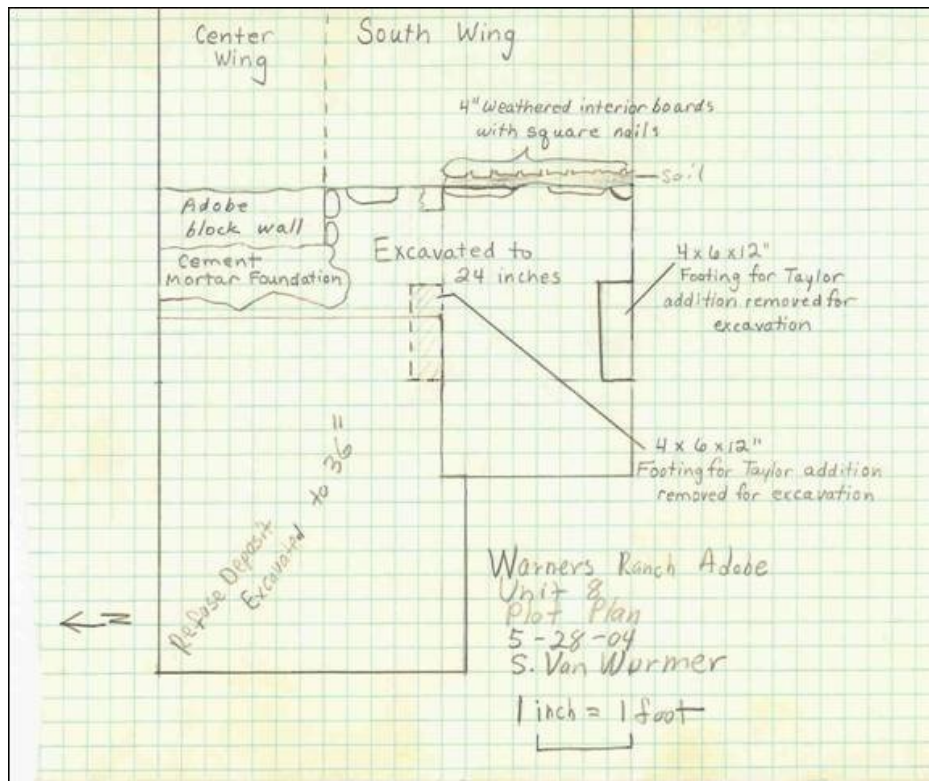 Center
Wing
South Wing
4" Weathered interior boards
with square nails
soil
Adobe
block wall
Cement
Mortar Foundation
Excavated to
24 inches
4 x 6 x 12"
Footing for Taylor
addition removed for
excavation
4 x 6 x 12"
Footing for Taylor addition
removed for excavation
Refuse Deposit
Excavated to 36"
N
Warners Ranch Adobe
Unit 8
Plot Plan
5-28-04
S. Van Wormer
1 inch = 1 foot